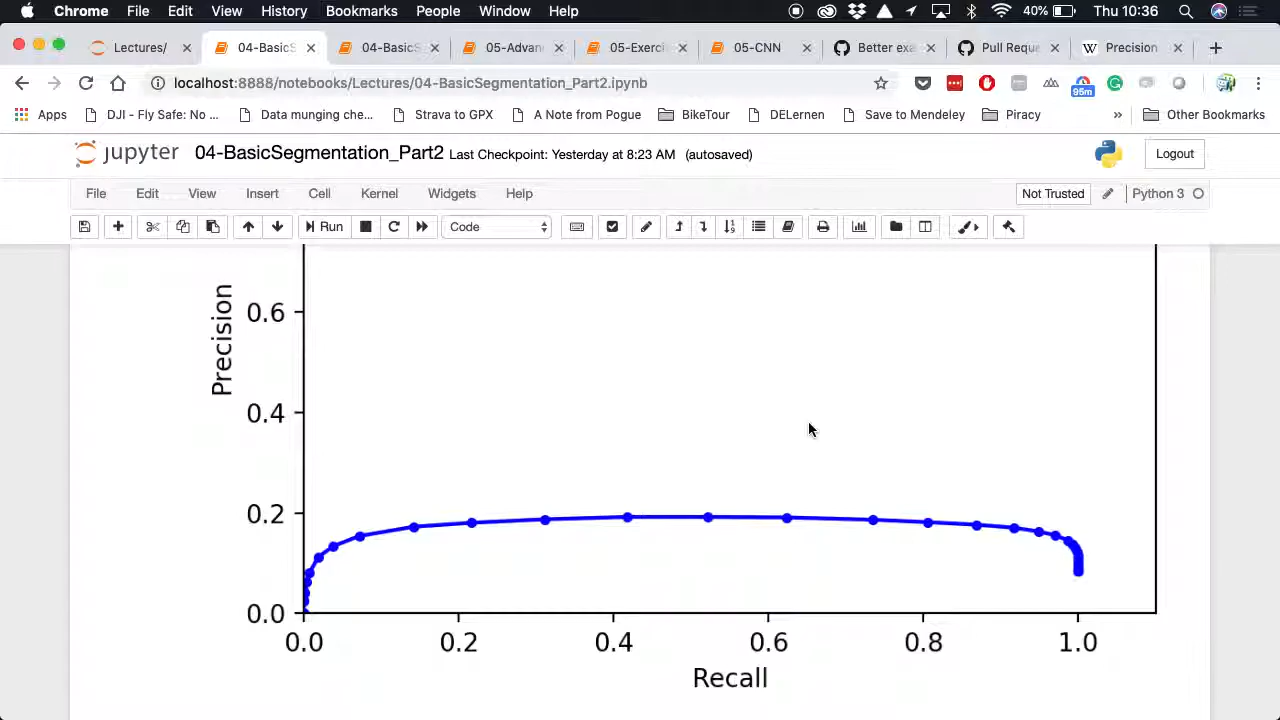 Chrome File Edit View History Bookmarks People Window Help 40% Thu 10:36
Lectures/ 04-BasicS 04-BasicS 05-Advan 05-Exerci 05-CNN Better exa Pull Reque Precision
localhost:8888/notebooks/Lectures/04-BasicSegmentation_Part2.ipynb 95m
Apps DJI - Fly Safe: No ... Data munging che... Strava to GPX A Note from Pogue BikeTour DELernen Save to Mendeley Piracy » Other Bookmarks
jupyter 04-BasicSegmentation_Part2 Last Checkpoint: Yesterday at 8:23 AM (autosaved) Logout
File Edit View Insert Cell Kernel Widgets Help Not Trusted Python 3
Run Code
Precision
0.6
0.4
0.2
0.0
0.0 0.2 0.4 0.6 0.8 1.0
Recall